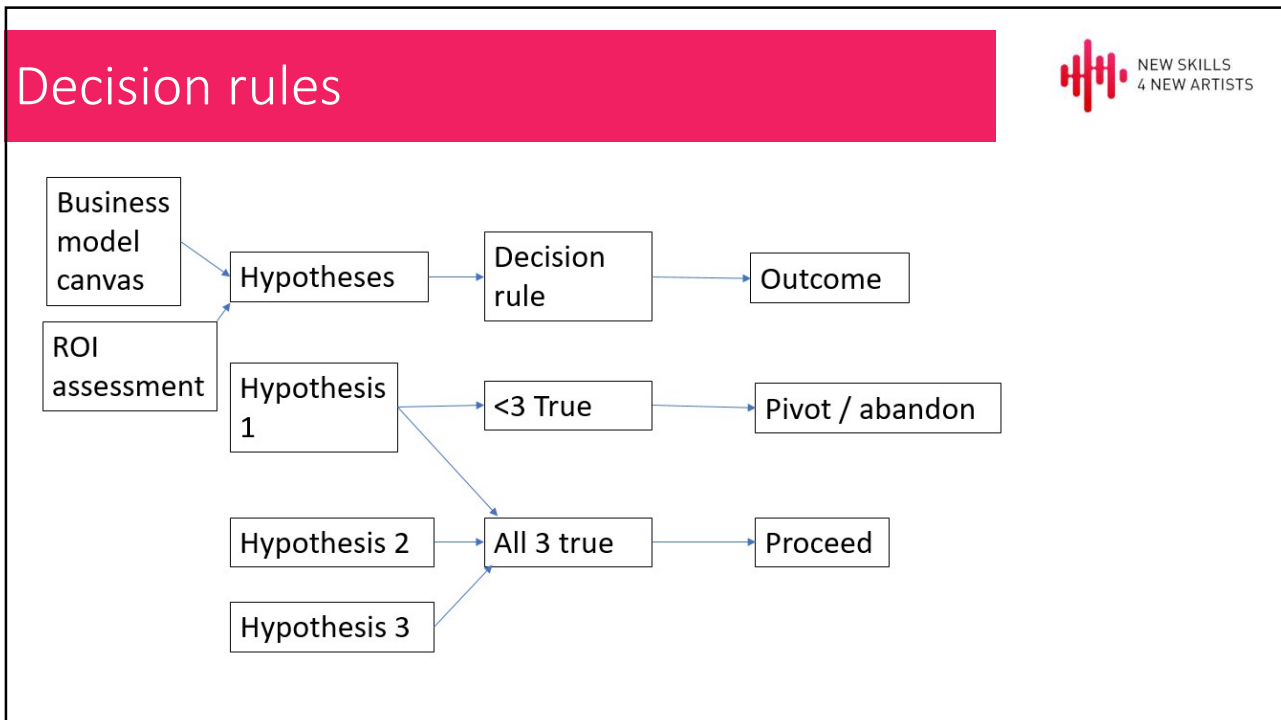 Decision rules
NEW SKILLS
4 NEW ARTISTS
Business
model
canvas
Hypotheses
Decision
rule
Outcome
ROI
assessment
Hypothesis
1
<3 True
Pivot / abandon
Hypothesis 2
All 3 true
Proceed
Hypothesis 3